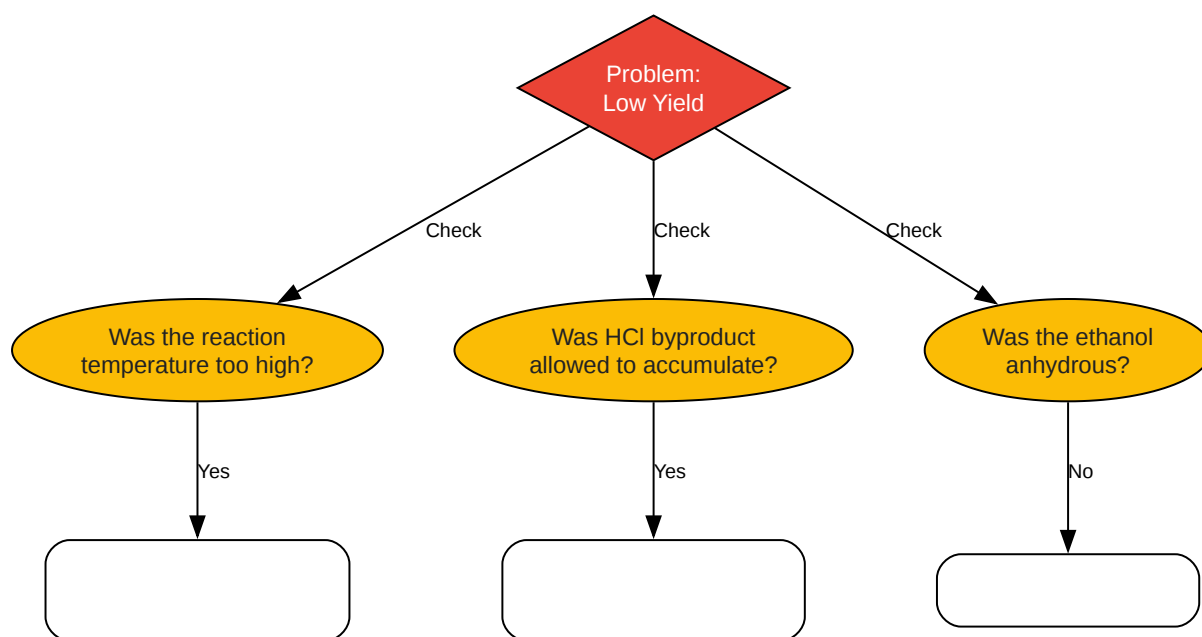 Problem:
Low Yield
Check
Check
Check
Was the reaction
temperature too high?
Was HCl byproduct
allowed to accumulate?
Was the ethanol
anhydrous?
Yes
Yes
No